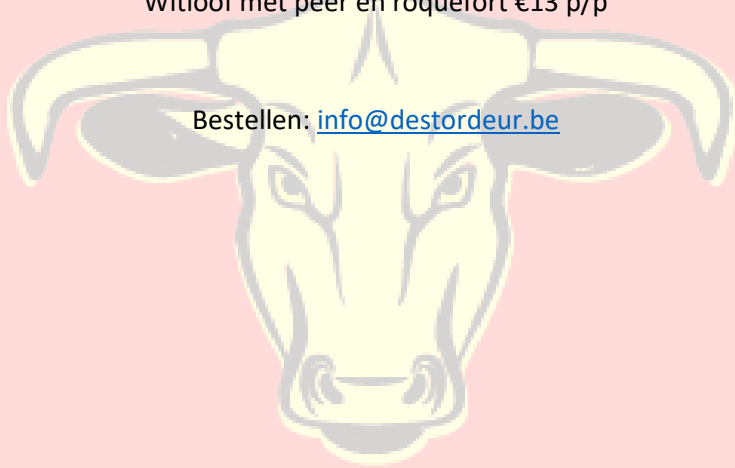 Witloof met peer en roquefort €13 p/p
Bestellen: info@destordeur.be